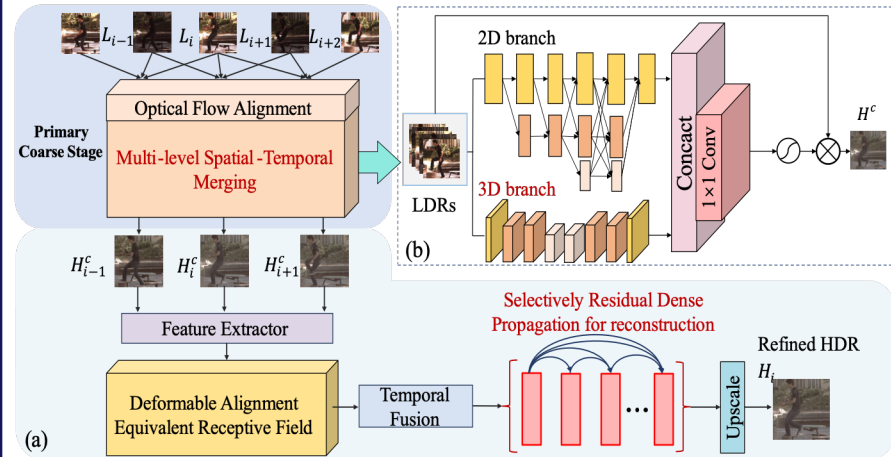 L_{i-1}
L_i
L_{i+1}
L_{i+2}
Optical Flow Alignment
Primary
Coarse Stage
Multi-level Spatial-Temporal
Merging
H^c_{i-1}
H^c_i
H^c_{i+1}
Feature Extractor
Deformable Alignment
Equivalent Receptive Field
(a)
Temporal
Fusion
Selectively Residual Dense
Propagation for reconstruction
...
Upscale
Refined HDR
H_i
2D branch
LDRs
3D branch
(b)
Concact
1×1 Conv
H^c